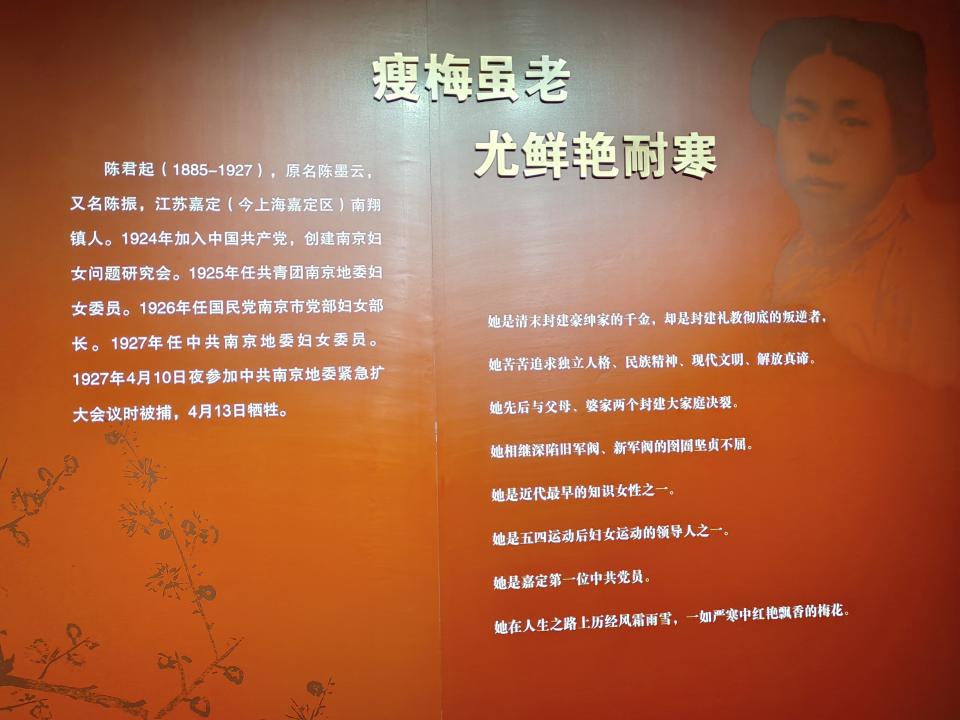 瘦梅虽老
尤鲜艳耐寒
陈君起（1885-1927），原名陈墨云，
又名陈振，江苏嘉定（今上海嘉定区）南翔
镇人。1924年加入中国共产党，创建南京妇
女问题研究会。1925年任共青团南京地委妇
女委员。1926年任国民党南京市党部妇女部
长。1927年任中共南京地委妇女委员。
1927年4月10日夜参加中共南京地委紧急扩
大会议时被捕，4月13日牺牲。
她是清末封建豪绅家的千金，却是封建礼教彻底的叛逆者，
她苦苦追求独立人格、民族精神、现代文明、解放真谛。
她先后与父母、婆家两个封建大家庭决裂。
她相继深陷旧军阀、新军阀的囹圄坚贞不屈。
她是近代最早的知识女性之一。
她是五四运动后妇女运动的领导人之一。
她是嘉定第一位中共党员。
她在人生之路上历经风霜雨雪，一如严寒中红艳飘香的梅花。